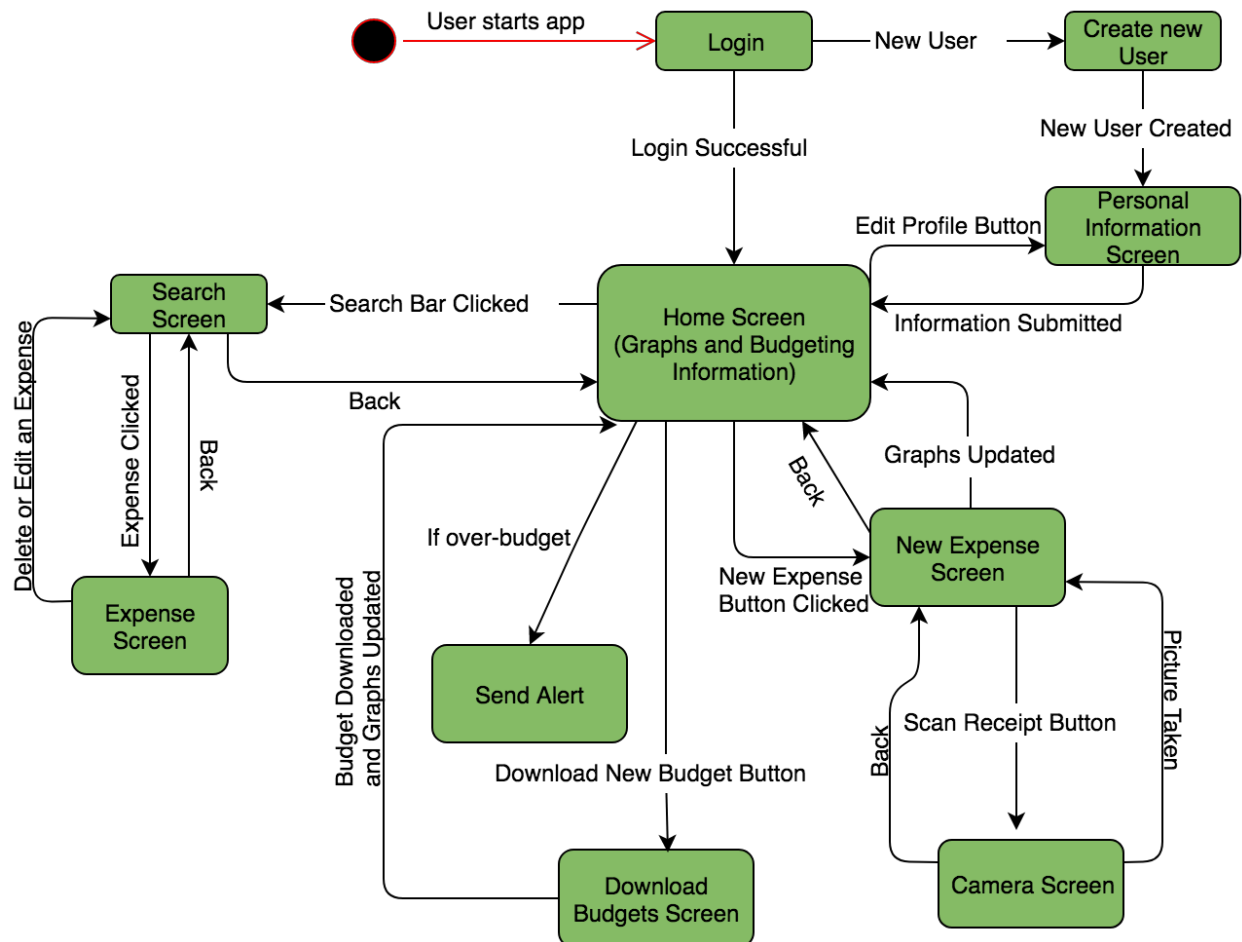 User starts app
Login
New User
Create new
User
Login Successful
New User Created
Personal
Information
Screen
Edit Profile Button
Information Submitted
Search
Screen
Search Bar Clicked
Home Screen
(Graphs and Budgeting
Information)
Back
Delete or Edit an Expense
Expense Clicked
Back
Expense
Screen
If over-budget
Send Alert
Budget Downloaded
and Graphs Updated
Download New Budget Button
Download
Budgets Screen
New Expense
Button Clicked
Back
Graphs Updated
New Expense
Screen
Back
Scan Receipt Button
Picture Taken
Camera Screen